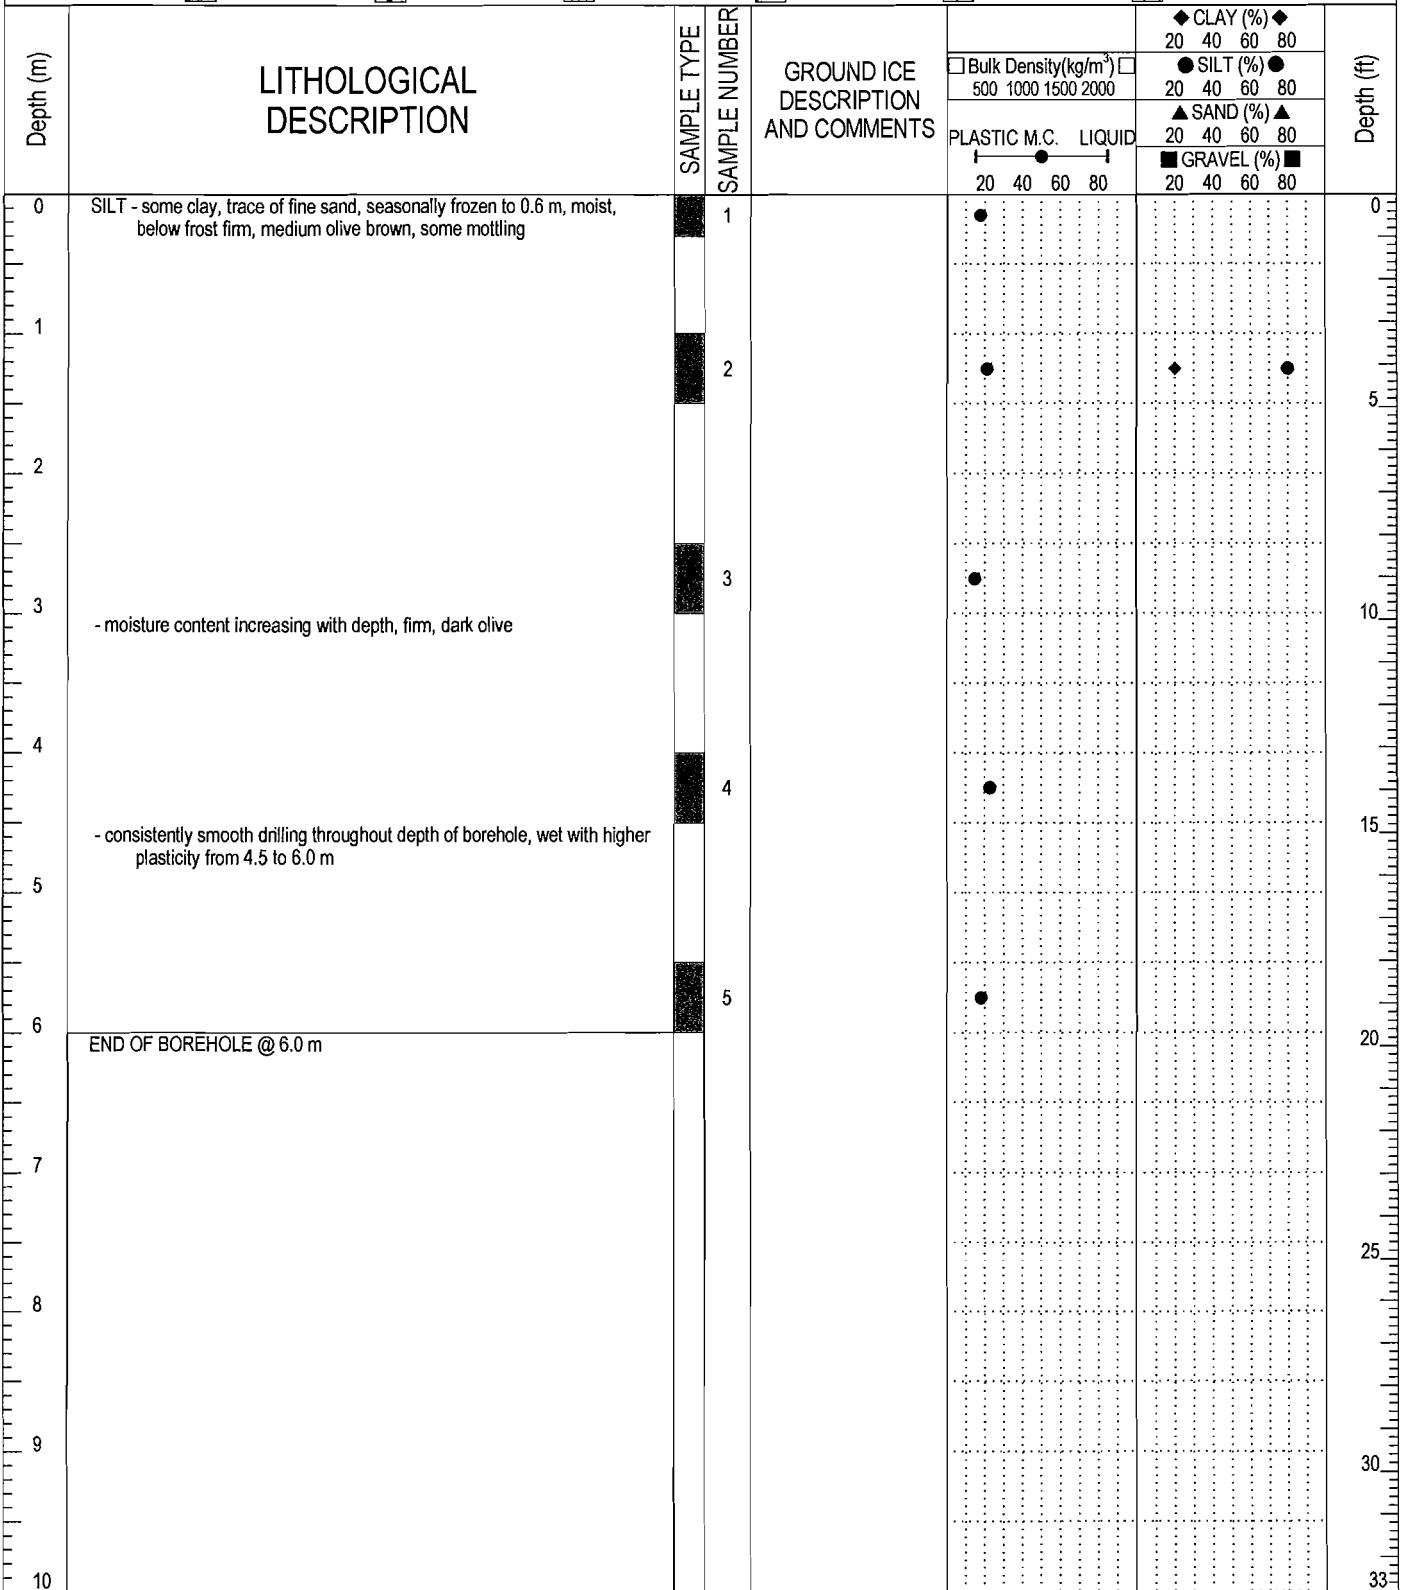 Depth (m)
LITHOLOGICAL
DESCRIPTION
SAMPLE TYPE
SAMPLE NUMBER
GROUND ICE
DESCRIPTION
AND COMMENTS
□ Bulk Density(kg/m³) □
500 1000 1500 2000
PLASTIC M.C. LIQUID
20 40 60 80
◆ CLAY (%) ◆
20 40 60 80
● SILT (%) ●
20 40 60 80
▲ SAND (%) ▲
20 40 60 80
■ GRAVEL (%) ■
20 40 60 80
Depth (ft)
0
SILT - some clay, trace of fine sand, seasonally frozen to 0.6 m, moist,
below frost firm, medium olive brown, some mottling
1
0
1
2
5
2
3
3
10
- moisture content increasing with depth, firm, dark olive
4
4
- consistently smooth drilling throughout depth of borehole, wet with higher
plasticity from 4.5 to 6.0 m
15
5
5
6
END OF BOREHOLE @ 6.0 m
20
7
25
8
9
30
10
33